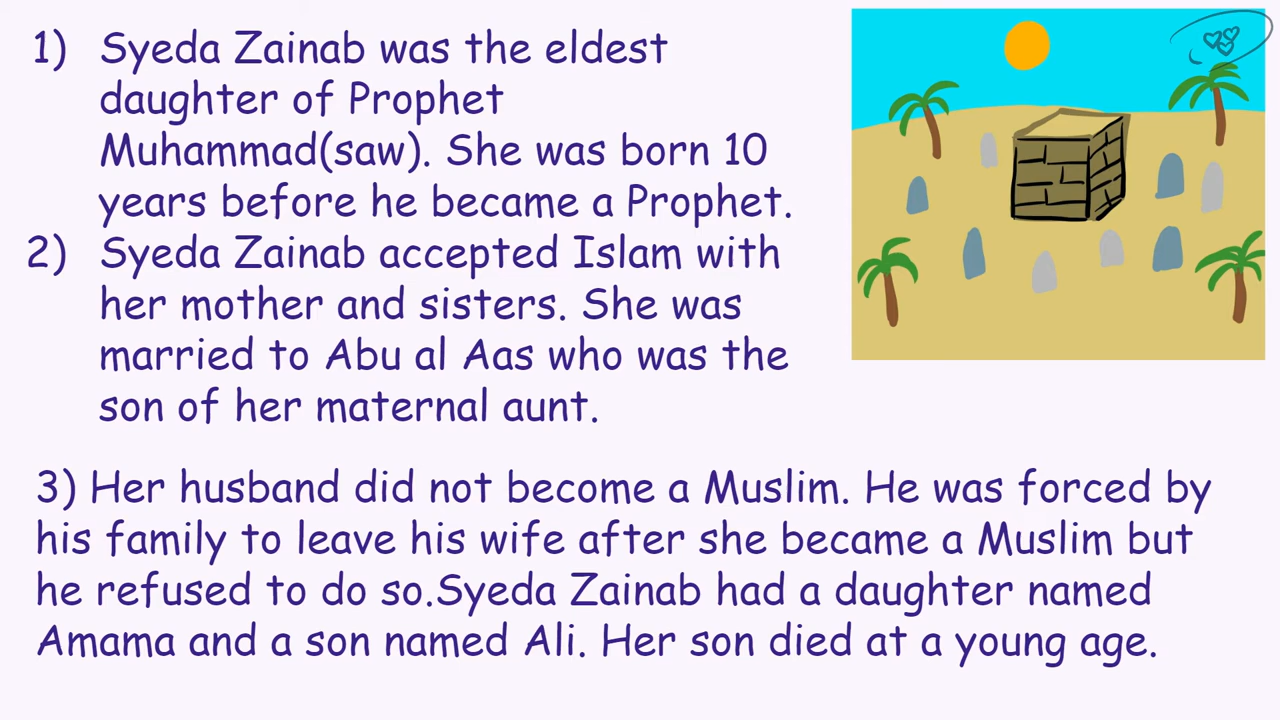 1) Syeda Zainab was the eldest
daughter of Prophet
Muhammad(saw). She was born 10
years before he became a Prophet.
2) Syeda Zainab accepted Islam with
her mother and sisters. She was
married to Abu al Aas who was the
son of her maternal aunt.
3) Her husband did not become a Muslim. He was forced by
his family to leave his wife after she became a Muslim but
he refused to do so.Syeda Zainab had a daughter named
Amama and a son named Ali. Her son died at a young age.